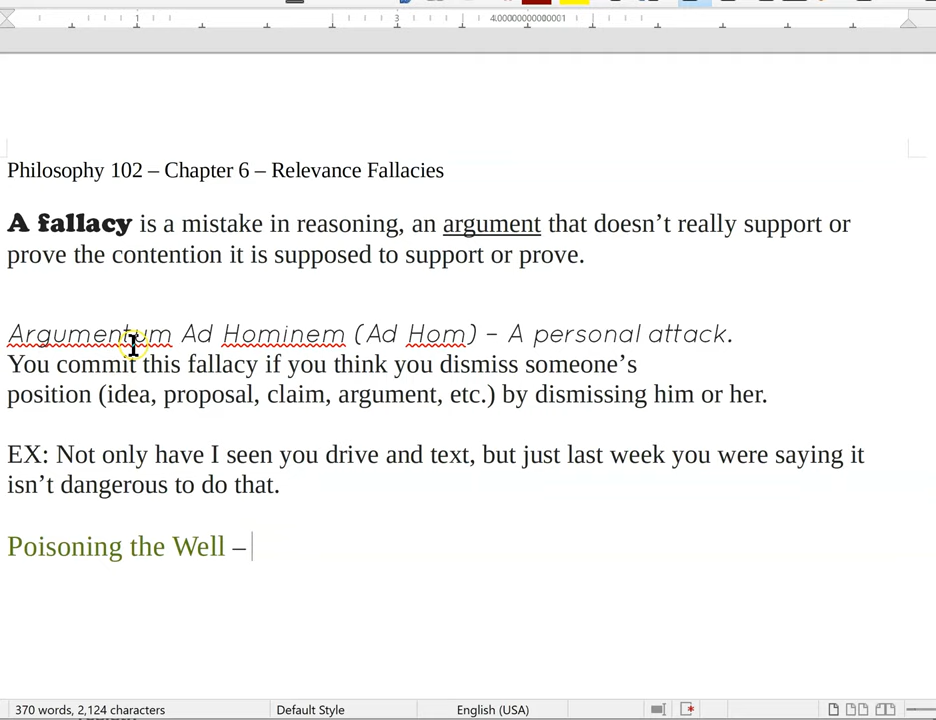 3
4.00000000000001
Philosophy 102 – Chapter 6 – Relevance Fallacies
A fallacy is a mistake in reasoning, an argument that doesn’t really support or
prove the contention it is supposed to support or prove.
Argumentum Ad Hominem (Ad Hom) – A personal attack.
You commit this fallacy if you think you dismiss someone’s
position (idea, proposal, claim, argument, etc.) by dismissing him or her.
EX: Not only have I seen you drive and text, but just last week you were saying it
isn’t dangerous to do that.
Poisoning the Well –
370 words, 2,124 characters Default Style English (USA)